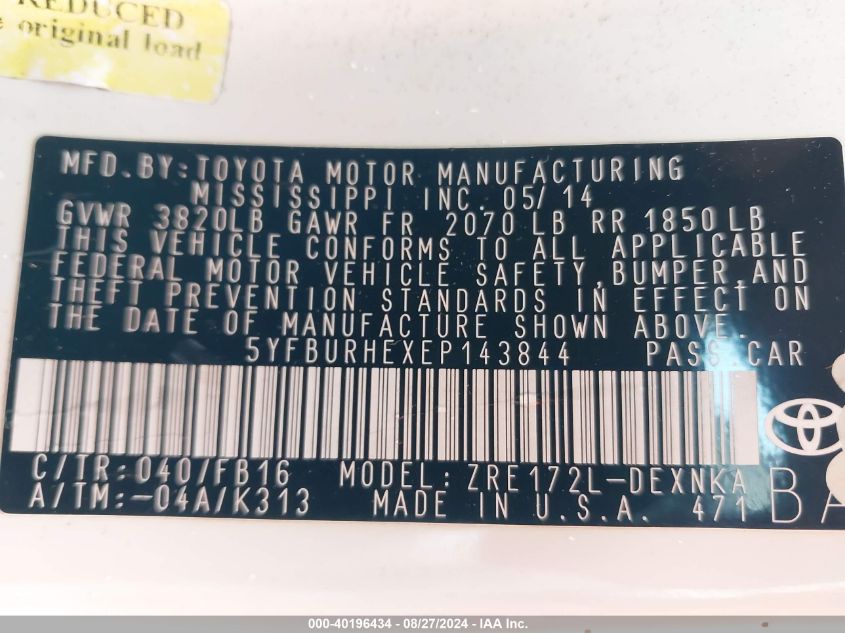 REDUCED
original load
MFD.BY:TOYOTA MOTOR MANUFACTURING
MISSISSIPPI INC. 05/14
GVWR 3820LB GAWR FR 2070 LB RR 1850 LB
THIS VEHICLE CONFORMS TO ALL APPLICABLE
FEDERAL MOTOR VEHICLE SAFETY,BUMPER,AND
THEFT PREVENTION STANDARDS IN EFFECT ON
THE DATE OF MANUFACTURE SHOWN ABOVE.
5YFBURHEXEP143844 PASS.CAR
C/TR:040/FB16 MODEL:ZRE172L-DEXNKA
A/TM:-04A/K313 MADE IN U.S.A. 471
BA
000-40196434 - 08/27/2024 - IAA Inc.